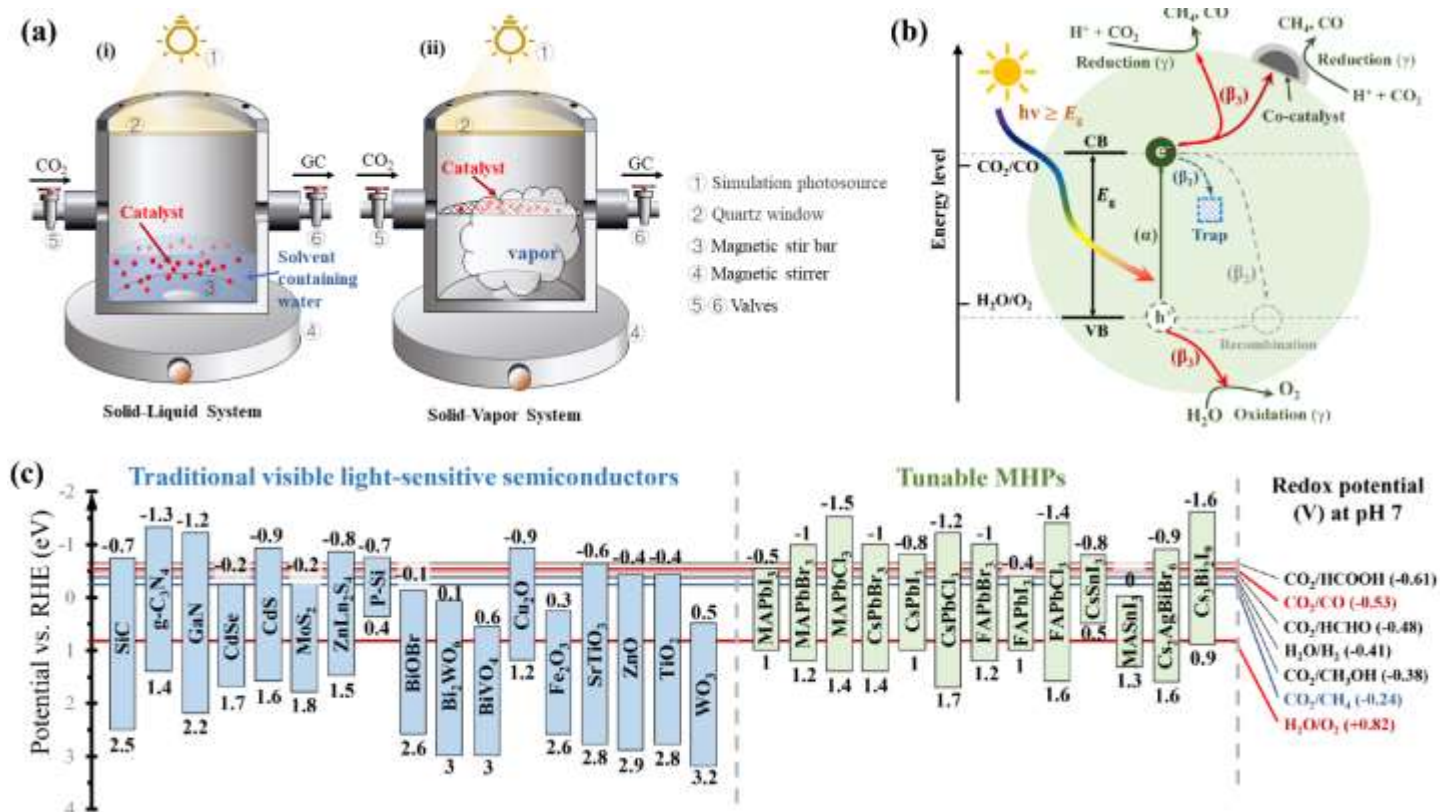 (a)
(i)
(ii)
①
①
②
②
CO₂
GC
CO₂
GC
Catalyst
Catalyst
⑤
⑥
⑤
⑥
Solvent
containing
water
vapor
③
④
④
Solid-Liquid System
Solid-Vapor System
① Simulation photosource
② Quartz window
③ Magnetic stir bar
④ Magnetic stirrer
⑤⑥ Valves
(b)
CH₄, CO
CH₄, CO
H⁺ + CO₂
Reduction (γ)
Reduction (γ)
H⁺ + CO₂
Co-catalyst
hν ≥ Eg
(β₃)
CB
CO₂/CO
Energy level
Eg
(α)
Trap
H₂O/O₂
VB
h⁺
Recombination
(β₃)
O₂
H₂O
Oxidation (γ)
(c)
Traditional visible light-sensitive semiconductors
Tunable MHPs
Redox potential
(V) at pH 7
Potential vs. RHE (eV)
-2
-1
0
1
2
3
4
-0.7
SiC
2.5
-1.3
g-C₃N₄
1.4
-1.2
GaN
2.2
-0.2
CdSe
1.7
-0.9
CdS
1.6
-0.2
MoS₂
1.8
-0.8
ZnLn₂S₄
1.5
-0.7
P-Si
0.4
-0.1
BiOBr
2.6
0.1
Bi₂WO₆
3
0.6
BiVO₄
3
-0.9
Cu₂O
1.2
0.3
Fe₂O₃
2.6
-0.6
SrTiO₃
2.8
-0.4
ZnO
2.9
-0.4
TiO₂
2.8
0.5
WO₃
3.2
-0.5
MAPbI₃
1
-1
MAPbBr₃
1.2
-1.5
MAPbCl₃
1.4
-1
CsPbBr₃
1.4
-0.8
CsPbI₃
1
-1.2
CsPbCl₃
1.7
-1
FAPbBr₃
1.2
-0.4
FAPbI₃
1
-1.4
FAPbCl₃
1.6
-0.8
CsSnI₃
0.5
0
MASnI₃
1.3
-0.9
Cs₂AgBiBr₆
1.6
-1.6
Cs₃Bi₂I₉
0.9
CO₂/HCOOH (-0.61)
CO₂/CO (-0.53)
CO₂/HCHO (-0.48)
H₂O/H₂ (-0.41)
CO₂/CH₃OH (-0.38)
CO₂/CH₄ (-0.24)
H₂O/O₂ (+0.82)